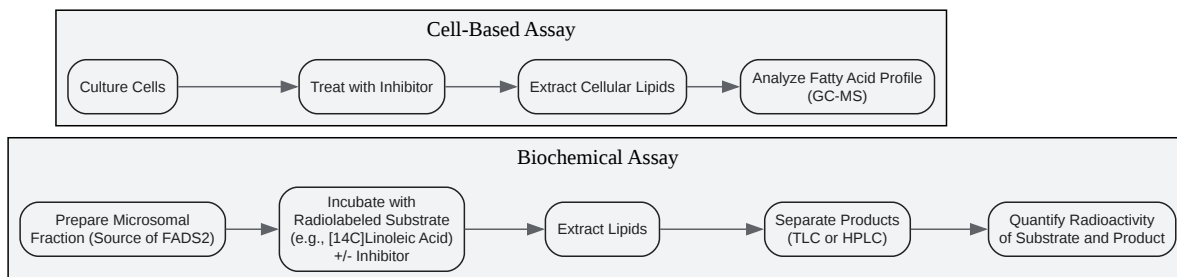 Cell-Based Assay
Culture Cells
Treat with Inhibitor
Extract Cellular Lipids
Analyze Fatty Acid Profile
(GC-MS)
Biochemical Assay
Prepare Microsomal
Fraction (Source of FADS2)
Incubate with
Radiolabeled Substrate
(e.g., [14C]Linoleic Acid)
+/- Inhibitor
Extract Lipids
Separate Products
(TLC or HPLC)
Quantify Radioactivity
of Substrate and Product